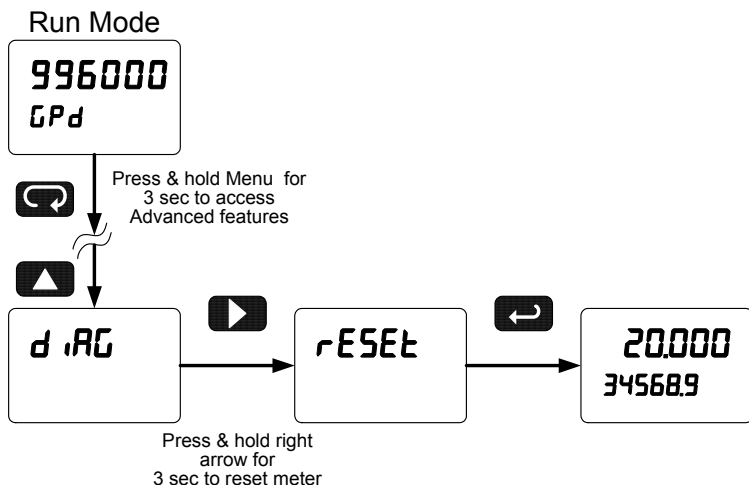 Run Mode
996000
GPd
Press & hold Menu for
3 sec to access
Advanced features
diAG
rESEt
20.000
34568.9
Press & hold right
arrow for
3 sec to reset meter